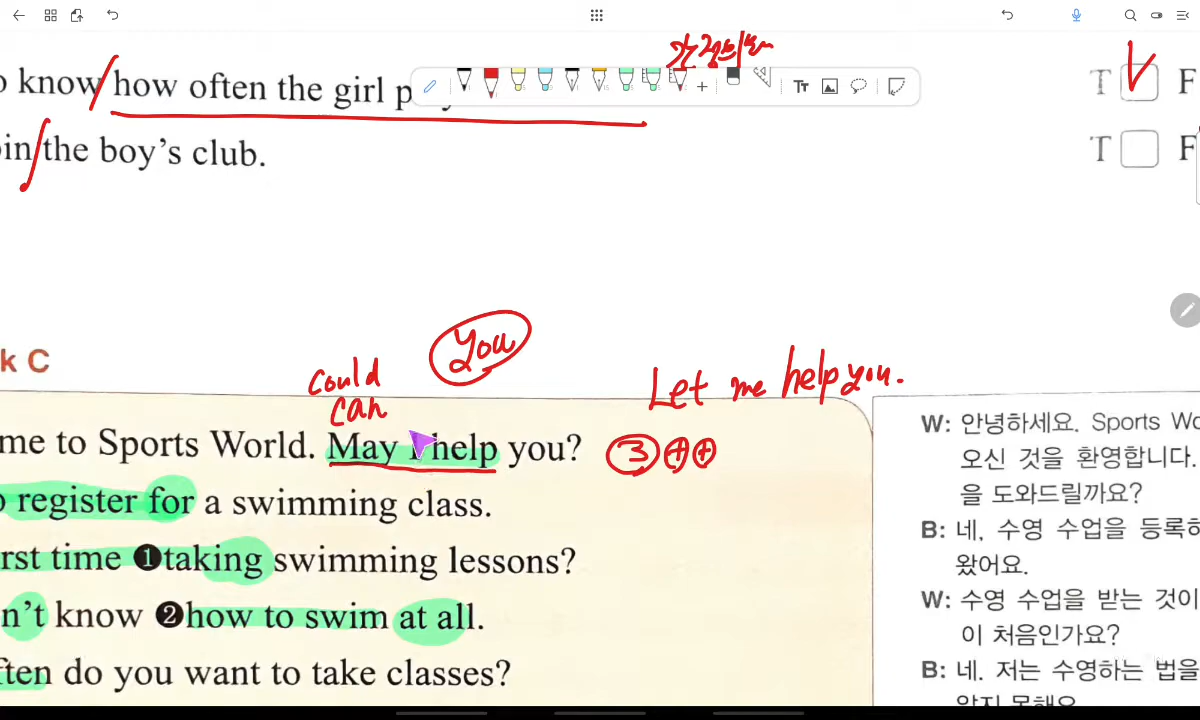 know how often the girl p
T F
in the boy's club.
T F
You
could
can
Let me help you.
k C
me to Sports World. May I help you? ③ ⊕ ⊕
register for a swimming class.
rst time ❶taking swimming lessons?
n't know ❷how to swim at all.
ften do you want to take classes?
W: 안녕하세요. Sports Wo
오신 것을 환영합니다.
을 도와드릴까요?
B: 네, 수영 수업을 등록하
왔어요.
W: 수영 수업을 받는 것이
이 처음인가요?
B: 네. 저는 수영하는 법을